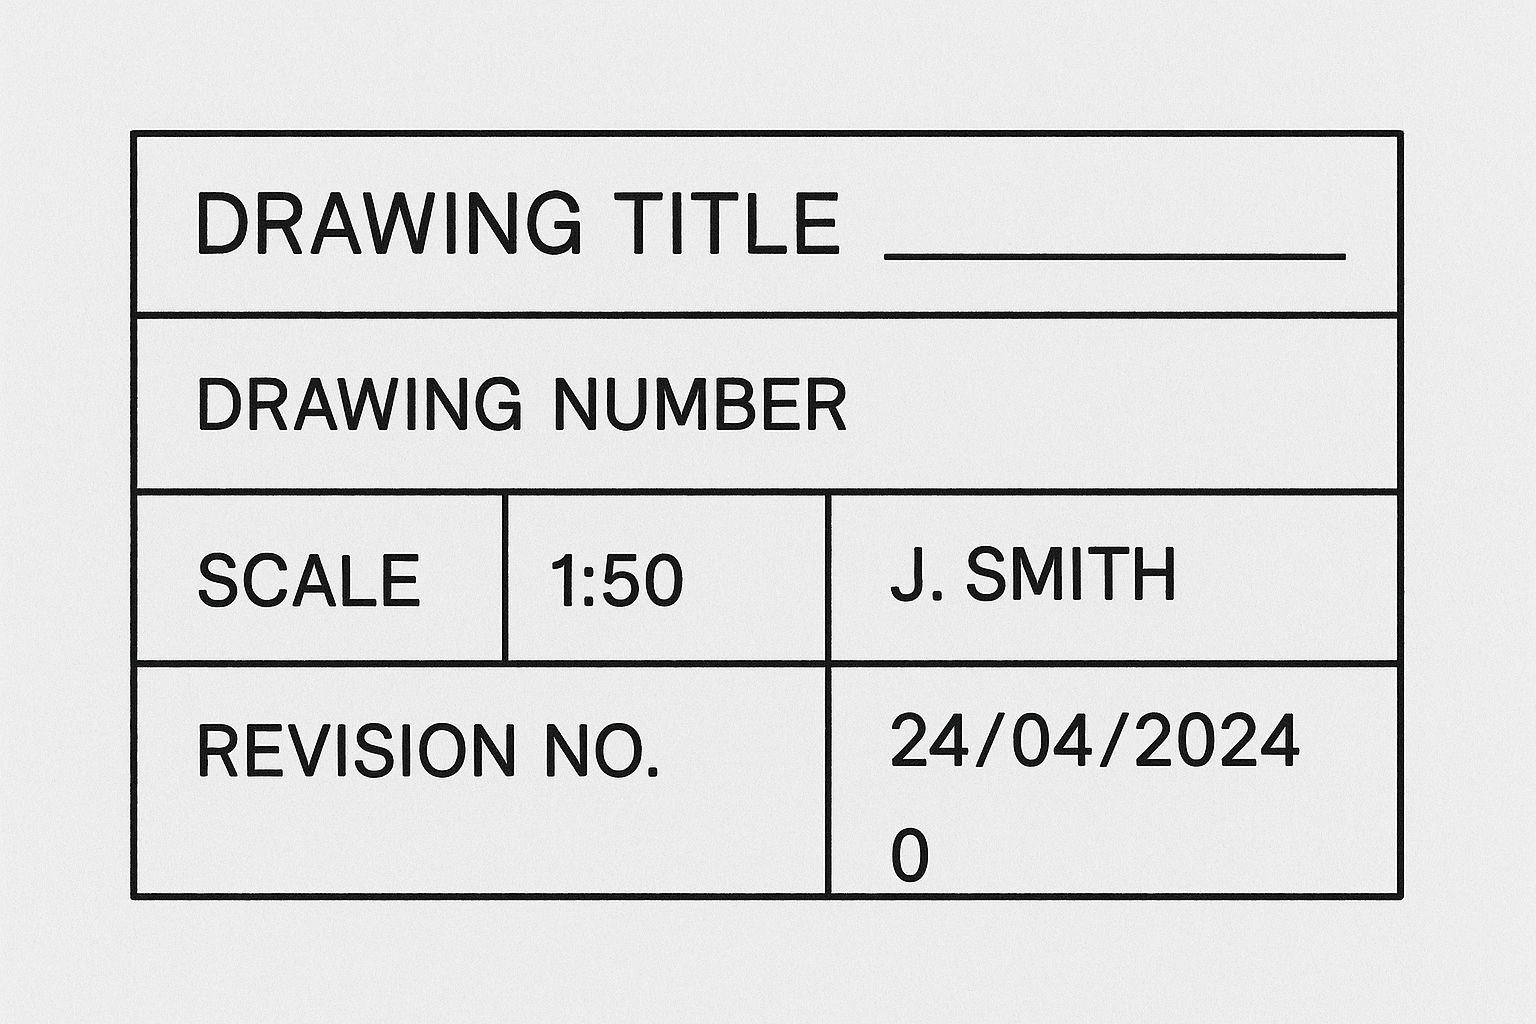 DRAWING TITLE
DRAWING NUMBER
SCALE 1:50 J. SMITH
REVISION NO. 24/04/2024
0